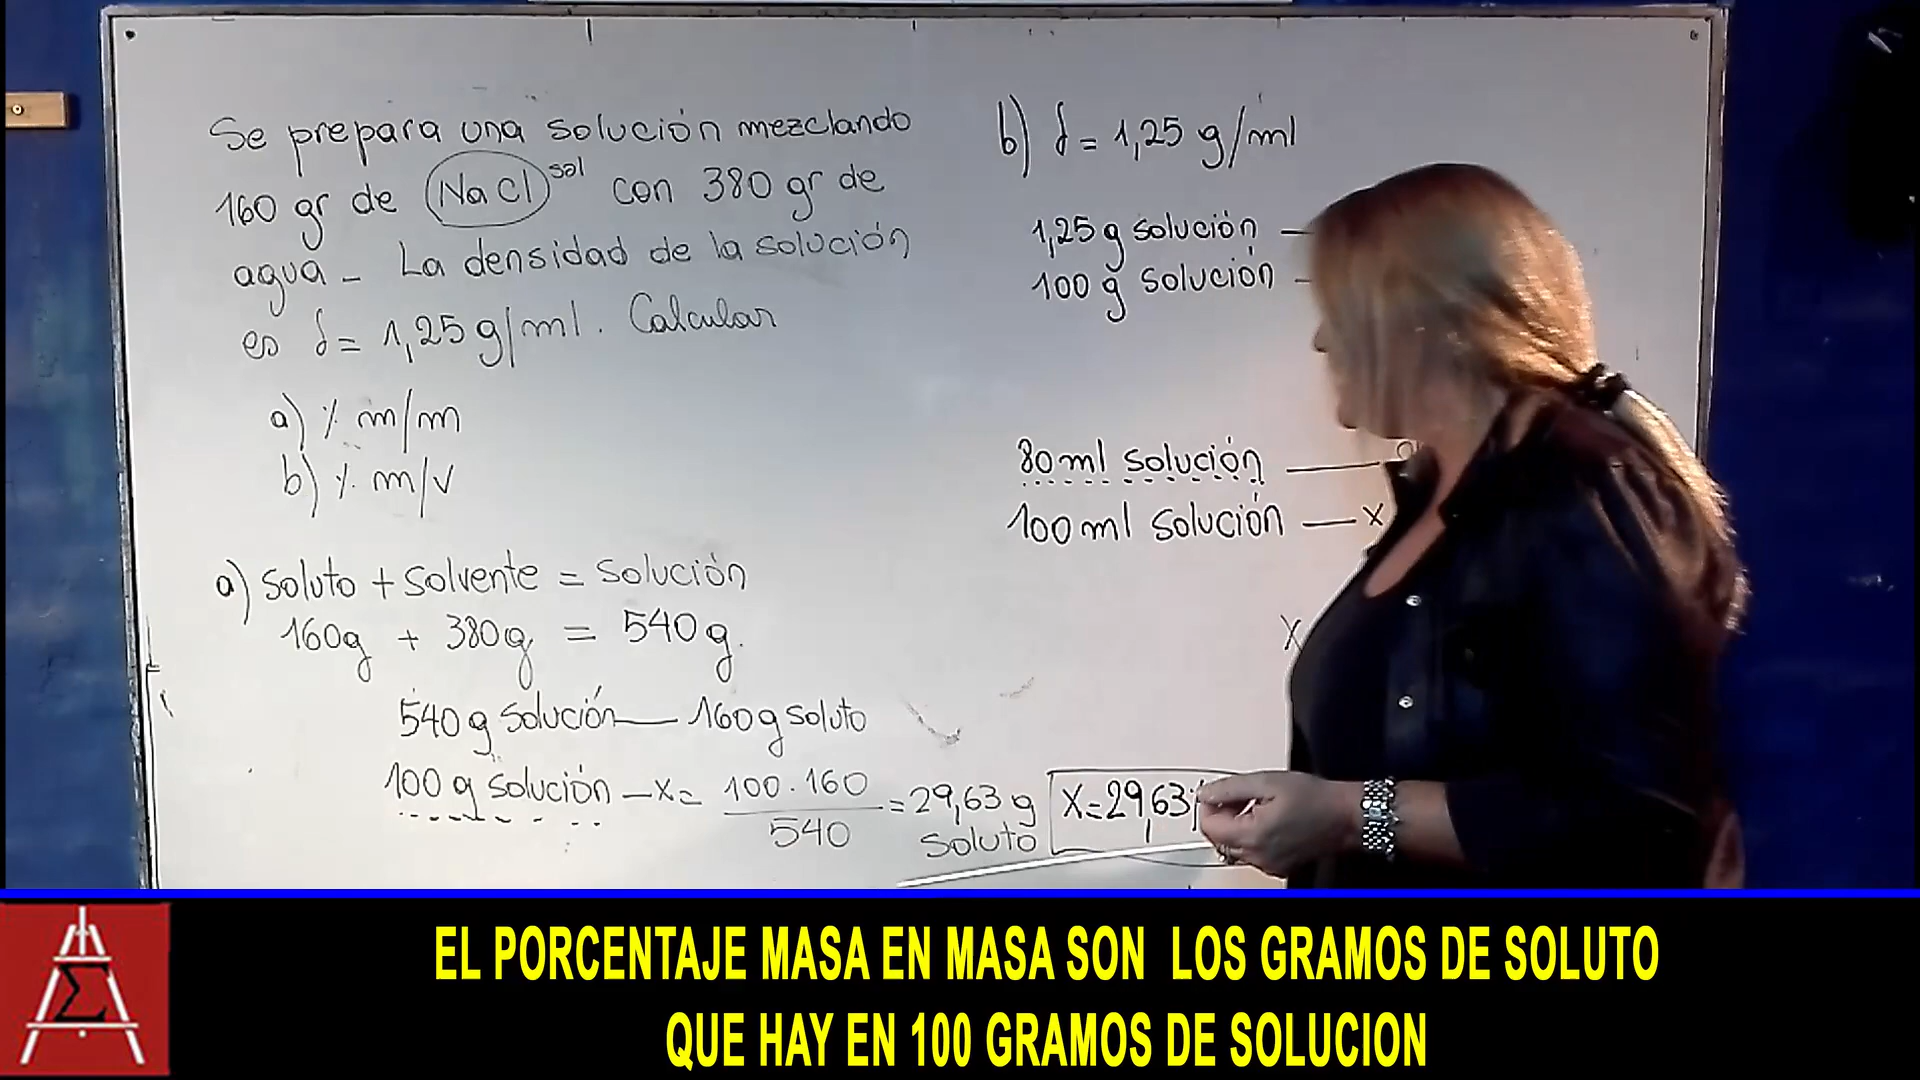 Se prepara una solución mezclando
160 gr de NaCl sal con 380 gr de
agua - La densidad de la solución
es δ = 1,25 g/ml. Calcular
a) % m/m
b) % m/v
a) Soluto + Solvente = Solución
160g + 380g = 540g.
540g Solución — 160g soluto
100 g solución — x = 100 . 160 / 540 = 29,63 g Soluto
X = 29,63
b) δ = 1,25 g/ml
1,25 g solución —
100 g solución -
80 ml solución —
100 ml solución — x
X
EL PORCENTAJE MASA EN MASA SON LOS GRAMOS DE SOLUTO
QUE HAY EN 100 GRAMOS DE SOLUCION